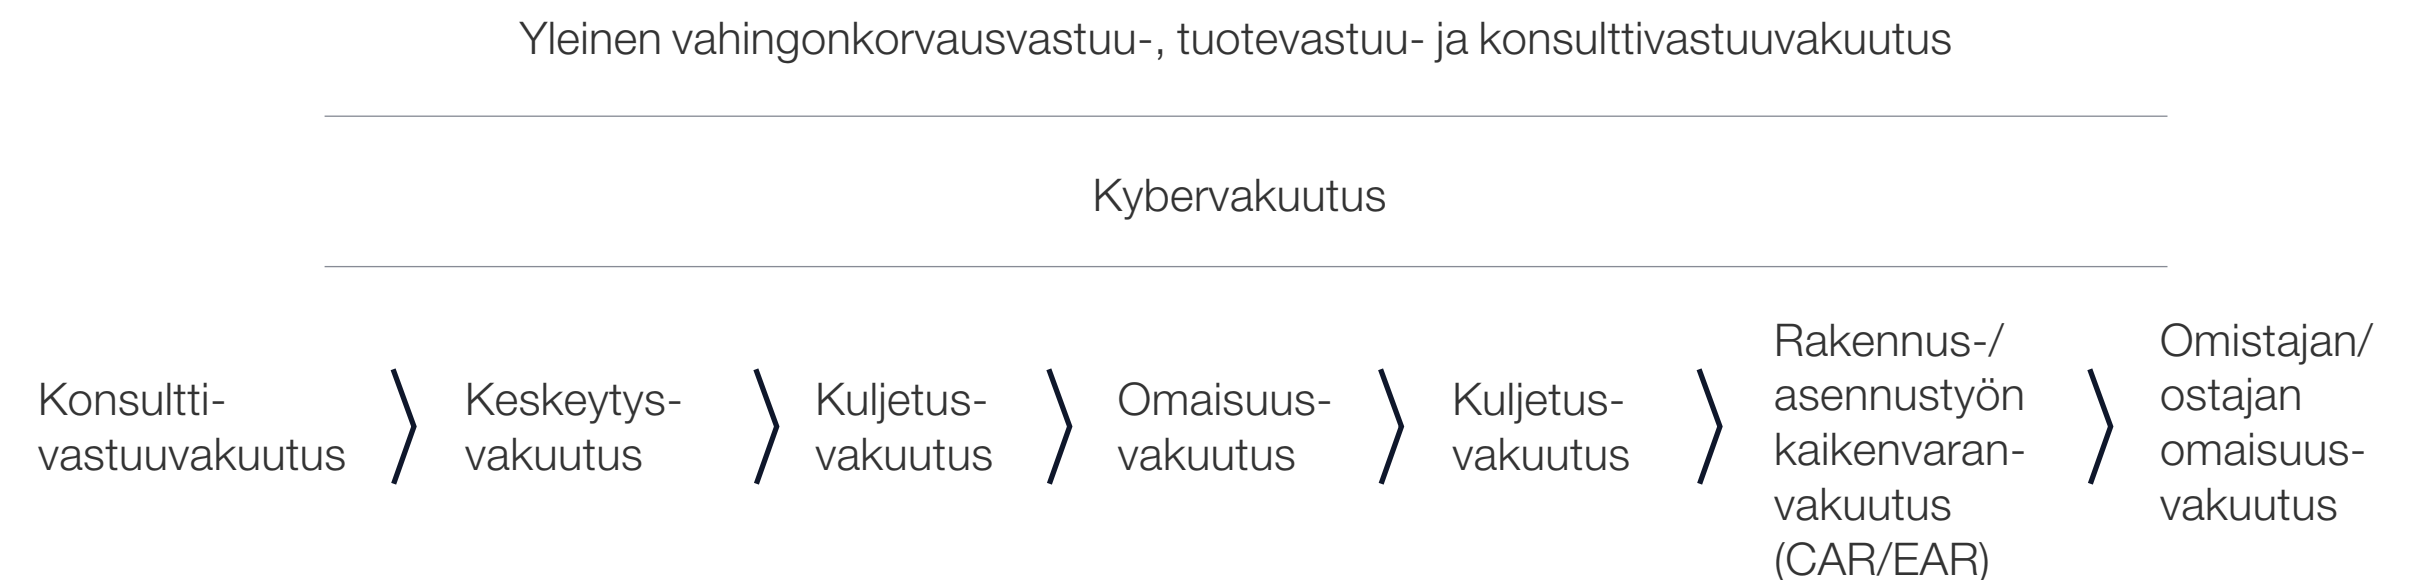 Yleinen vahingonkorvausvastuu-, tuotevastuu- ja konsulttivastuuvakuutus
Kybervakuutus
Konsultti-
vastuuvakuutus
Keskeytys-
vakuutus
Kuljetus-
vakuutus
Omaisuus-
vakuutus
Kuljetus-
vakuutus
Rakennus-/
asennustyön
kaikenvaran-
vakuutus
(CAR/EAR)
Omistajan/
ostajan
omaisuus-
vakuutus